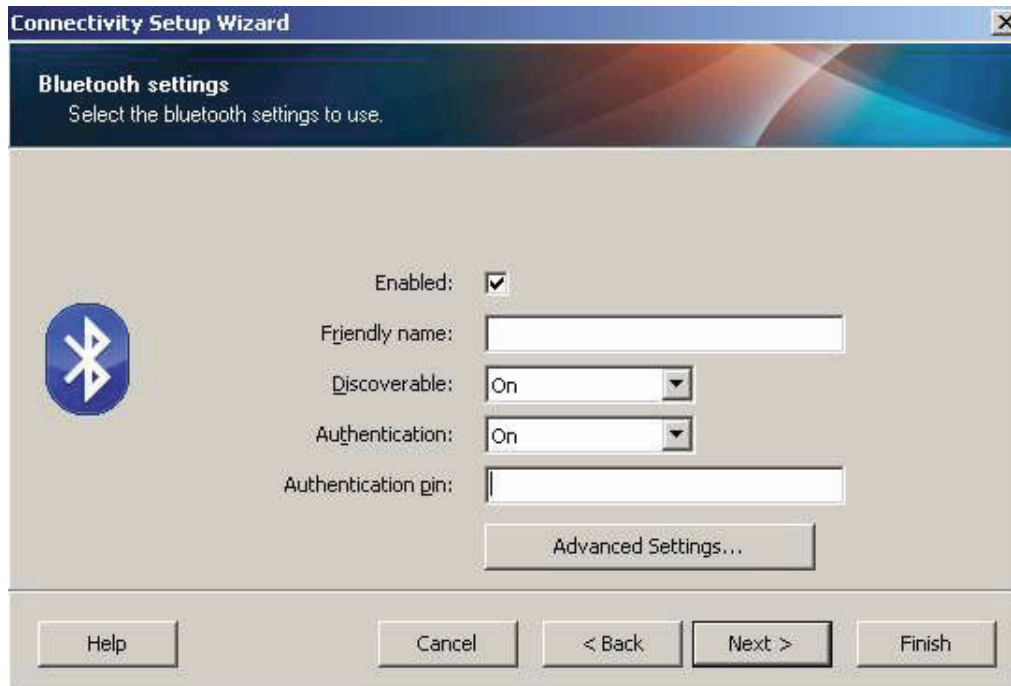 Connectivity Setup Wizard
Bluetooth settings
Select the bluetooth settings to use.
Enabled:
Friendly name:
Discoverable: On
Authentication: On
Authentication pin:
Advanced Settings...
Help Cancel < Back Next > Finish